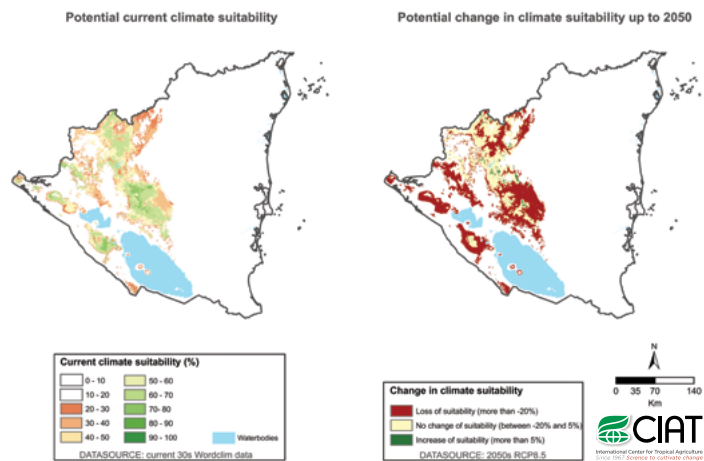 Potential current climate suitability
Potential change in climate suitability up to 2050
Current climate suitability (%)
0 - 10
10 - 20
20 - 30
30 - 40
40 - 50
50 - 60
60 - 70
70- 80
80 - 90
90 - 100
Waterbodies
DATASOURCE: current 30s Wordclim data
Change in climate suitability
Loss of suitability (more than -20%)
No change of suitability (between -20% and 5%)
Increase of suitability (more than 5%)
DATASOURCE: 2050s RCP8.5
N
0 35 70 140
Km
CIAT
International Center for Tropical Agriculture
Since 1967 Science to cultivate change